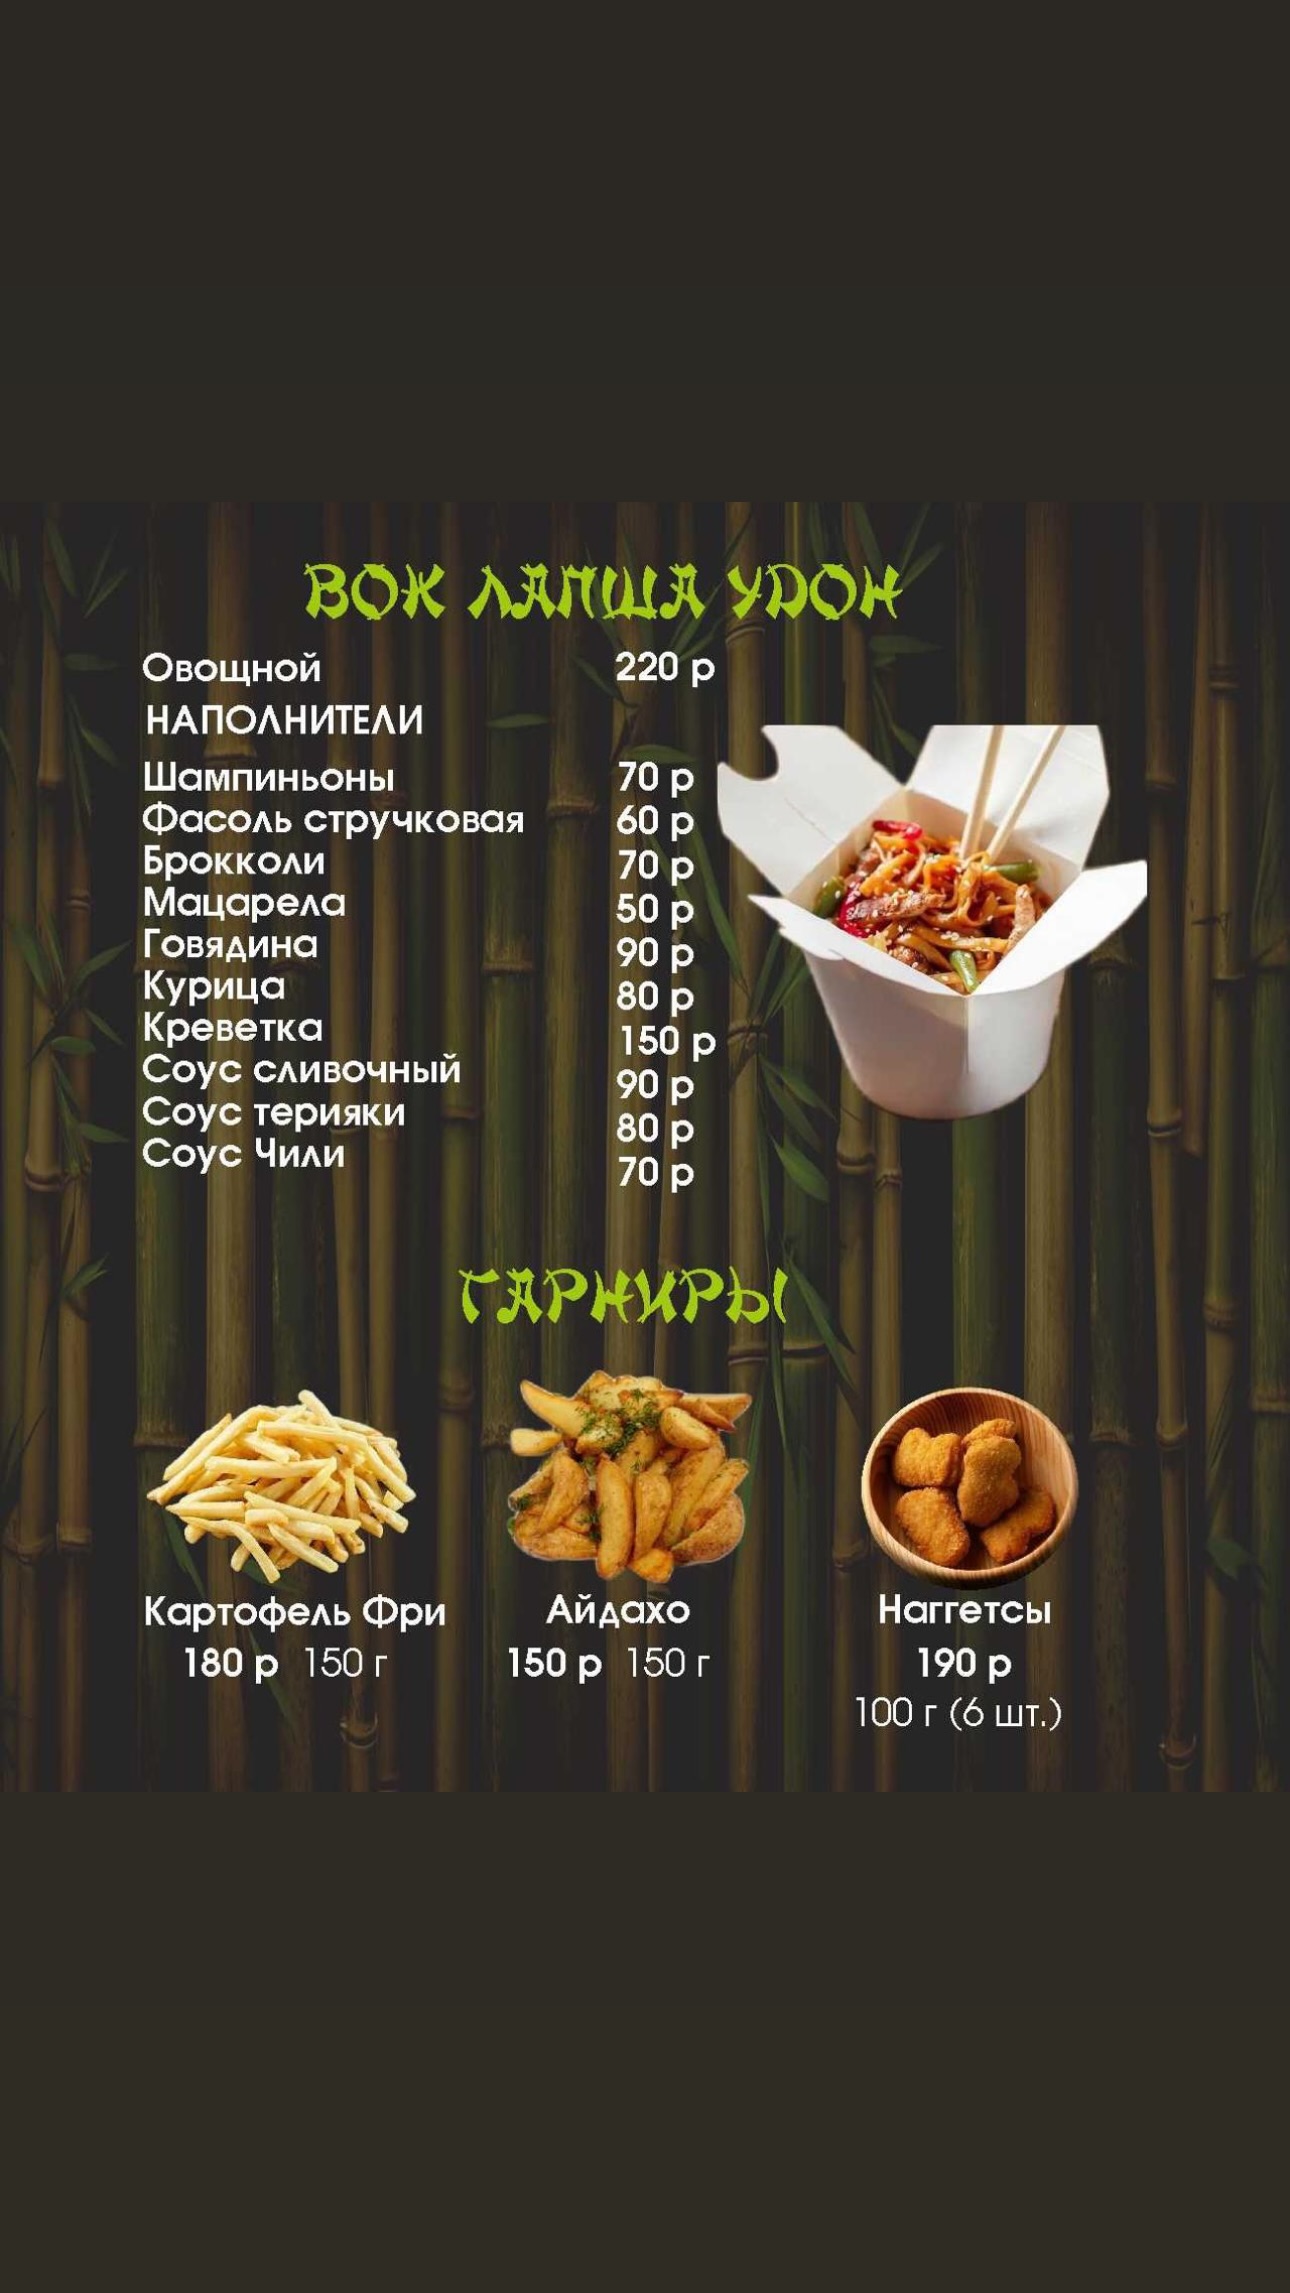 ВОК ЛАПША УДОН
Овощной 220 р
НАПОЛНИТЕЛИ
Шампиньоны 70 р
Фасоль стручковая 60 р
Брокколи 70 р
Мацарела 50 р
Говядина 90 р
Курица 80 р
Креветка 150 р
Соус сливочный 90 р
Соус терияки 80 р
Соус Чили 70 р
ГАРНИРЫ
Картофель Фри Айдахо Наггетсы
180 р 150 г 150 р 150 г 190 р
100 г (6 шт.)